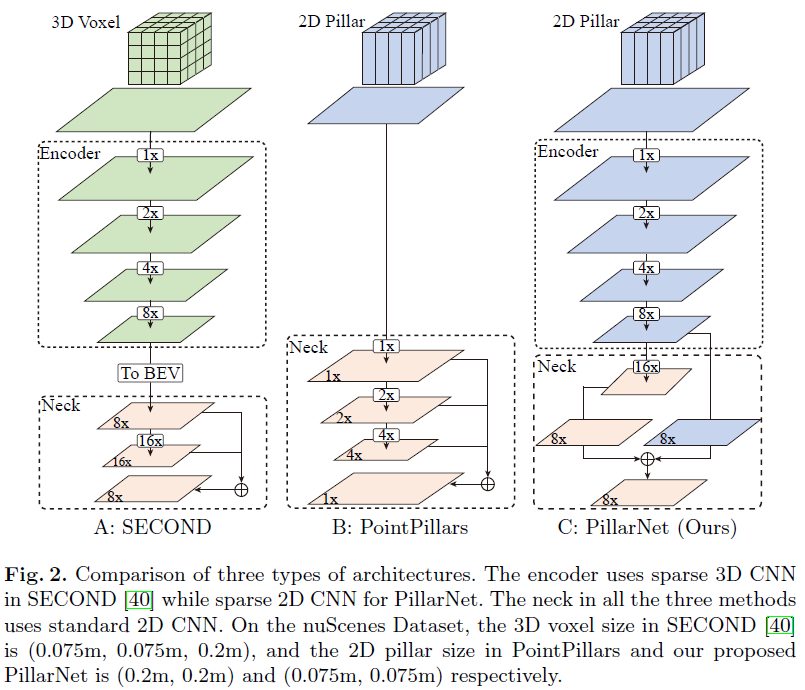 3D Voxel
2D Pillar
2D Pillar
Encoder
1x
2x
4x
8x
To BEV
Neck
8x
16x
16x
8x
A: SECOND
Neck
1x
1x
2x
2x
4x
4x
1x
B: PointPillars
Encoder
1x
2x
4x
8x
Neck
16x
8x
8x
8x
C: PillarNet (Ours)
Fig. 2. Comparison of three types of architectures. The encoder uses sparse 3D CNN
in SECOND [40] while sparse 2D CNN for PillarNet. The neck in all the three methods
uses standard 2D CNN. On the nuScenes Dataset, the 3D voxel size in SECOND [40]
is (0.075m, 0.075m, 0.2m), and the 2D pillar size in PointPillars and our proposed
PillarNet is (0.2m, 0.2m) and (0.075m, 0.075m) respectively.